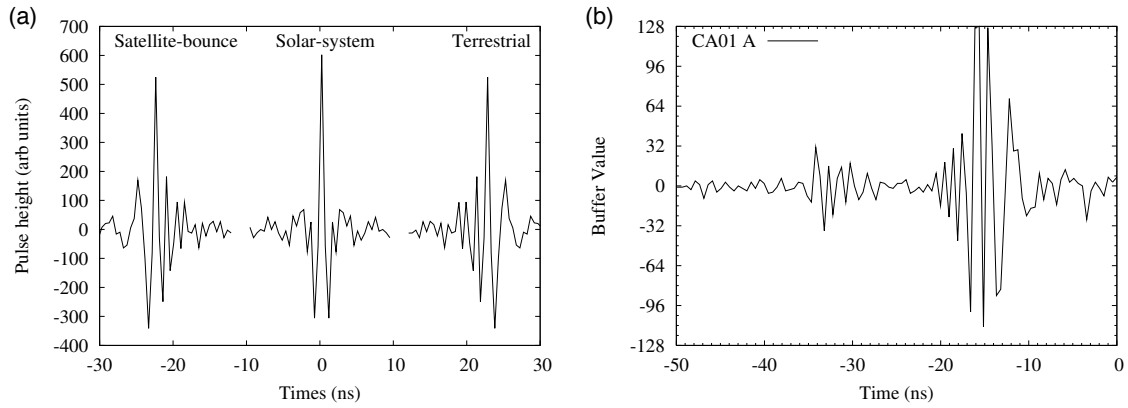 (a)
700
600
500
400
300
200
100
0
-100
-200
-300
-400
Pulse height (arb units)
Satellite-bounce Solar-system Terrestrial
-30 -20 -10 0 10 20 30
Times (ns)
(b)
128
96
64
32
0
-32
-64
-96
-128
Buffer Value
CA01 A
-50 -40 -30 -20 -10 0
Time (ns)